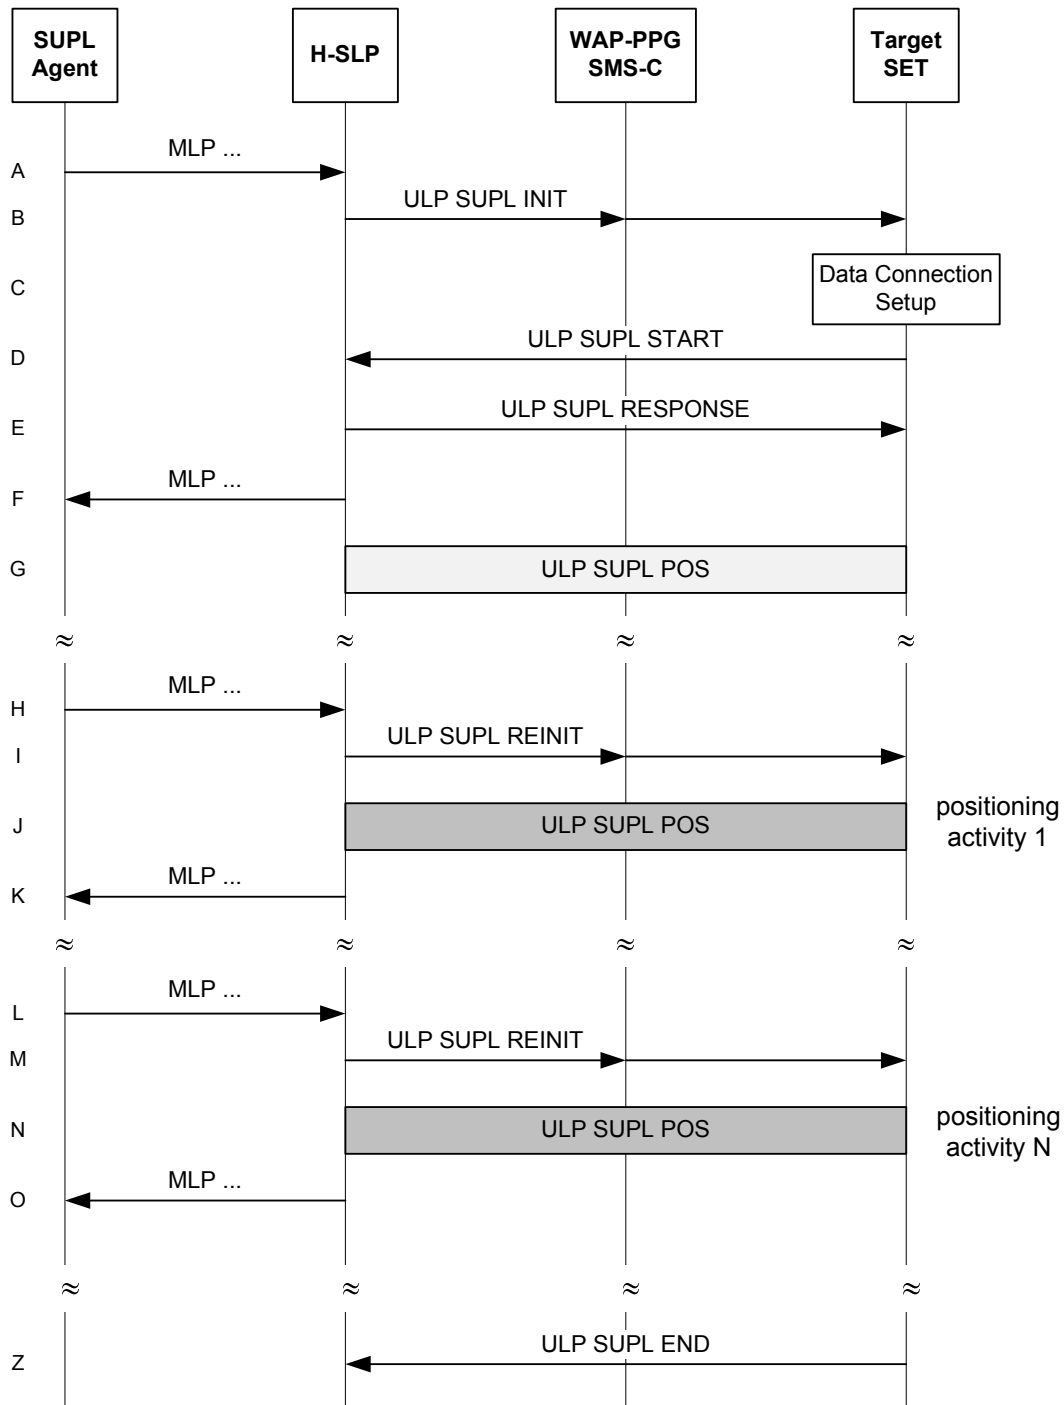 SUPL
Agent
H-SLP
WAP-PPG
SMS-C
Target
SET
A
MLP ...
B
ULP SUPL INIT
C
Data Connection
Setup
D
ULP SUPL START
E
ULP SUPL RESPONSE
F
MLP ...
G
ULP SUPL POS
≈ ≈ ≈ ≈
H
MLP ...
I
ULP SUPL REINIT
J
ULP SUPL POS
positioning
activity 1
K
MLP ...
≈ ≈ ≈ ≈
L
MLP ...
M
ULP SUPL REINIT
N
ULP SUPL POS
positioning
activity N
O
MLP ...
≈ ≈ ≈ ≈
Z
ULP SUPL END